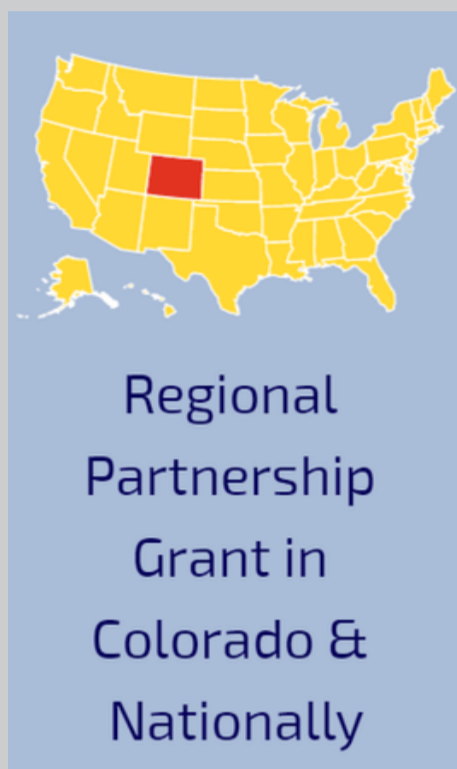 Regional
Partnership
Grant in
Colorado &
Nationally